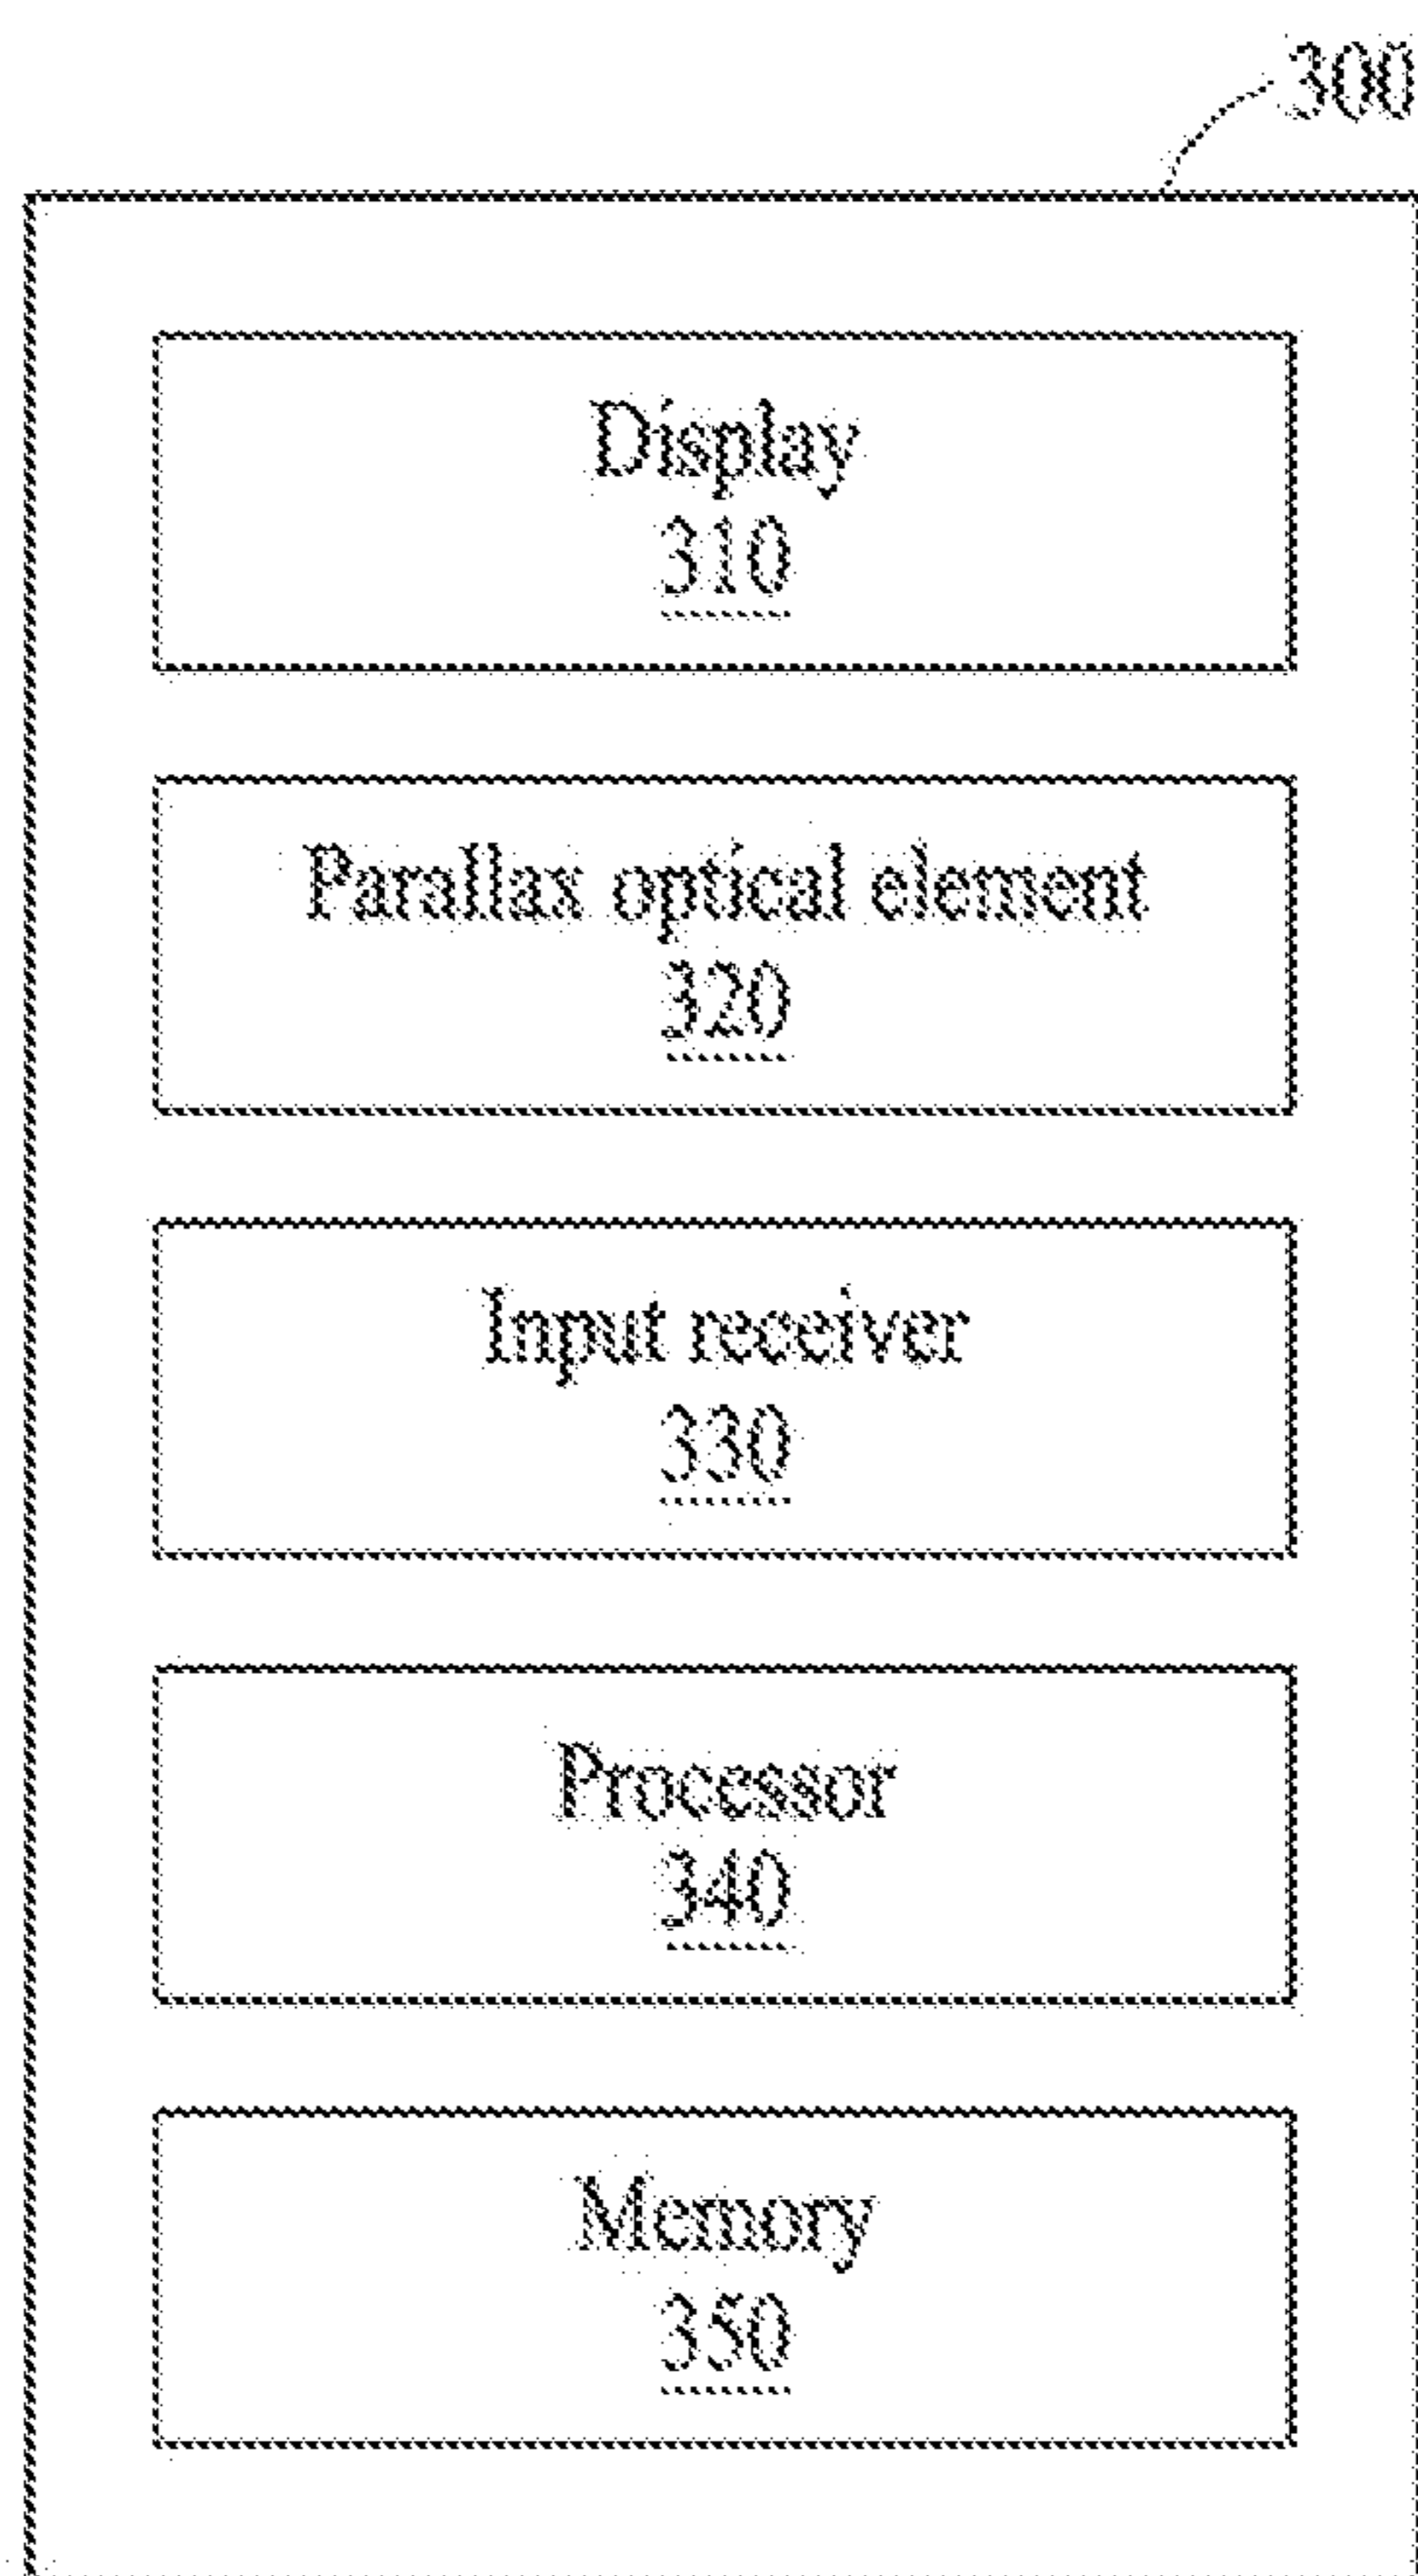 300
Display
310
Parallax optical element
320
Input receiver
330
Processor
340
Memory
350